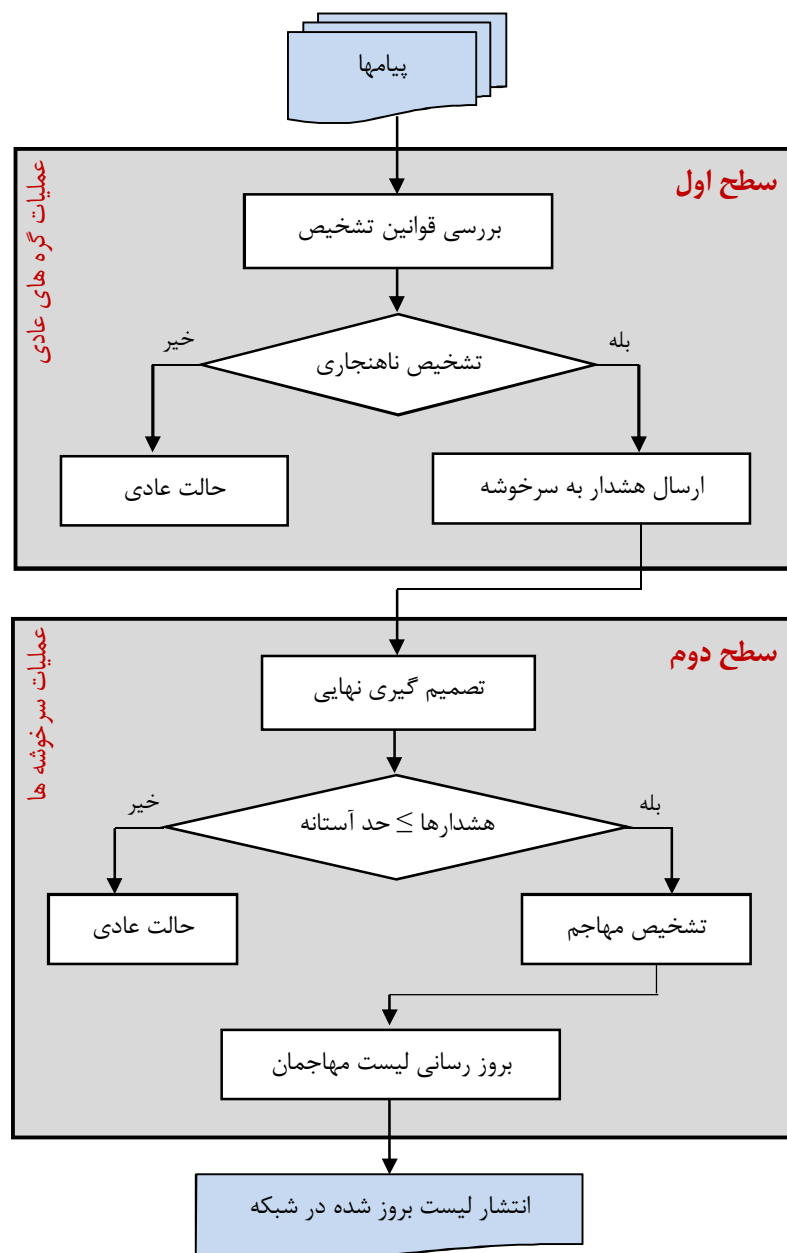 پیامها
سطح اول
عملیات گره های عادی
بررسی قوانین تشخیص
تشخیص ناهنجاری
بله
خیر
ارسال هشدار به سرخوشه
حالت عادی
سطح دوم
عملیات سرخوشه ها
تصمیم گیری نهایی
هشدارها ≥ حد آستانه
بله
خیر
تشخیص مهاجم
حالت عادی
بروز رسانی لیست مهاجمان
انتشار لیست بروز شده در شبکه